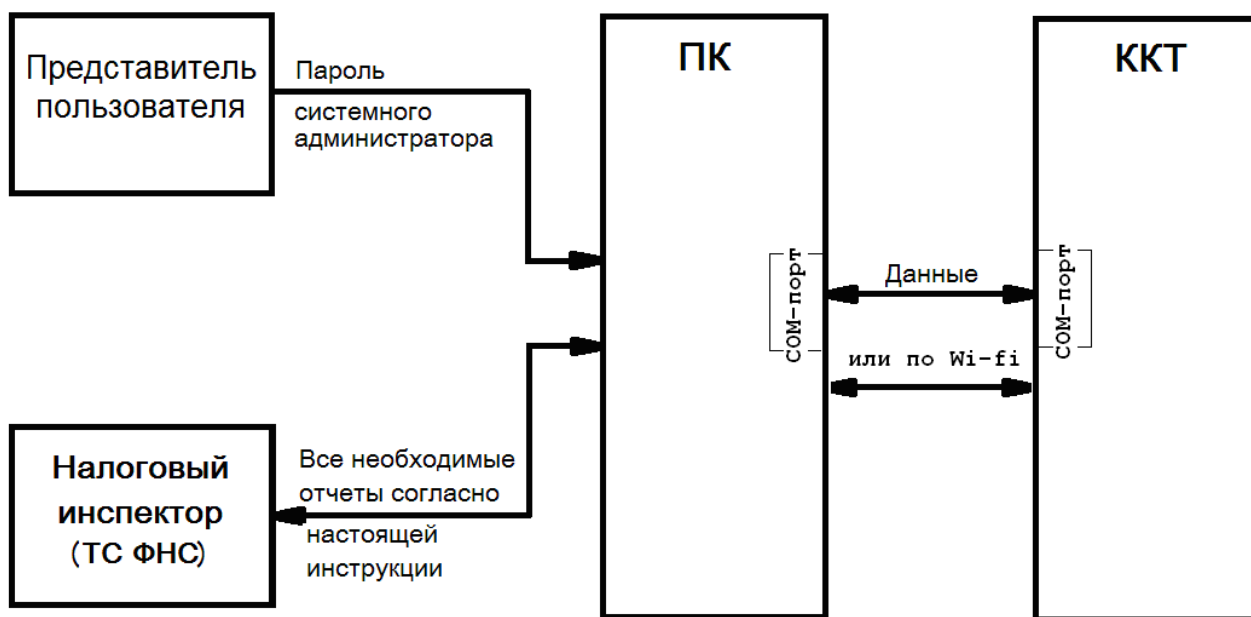 Представитель
пользователя
Пароль
системного
администратора
ПК
ККТ
COM-порт
Данные
или по Wi-fi
COM-порт
Налоговый
инспектор
(ТС ФНС)
Все необходимые
отчеты согласно
настоящей
инструкции